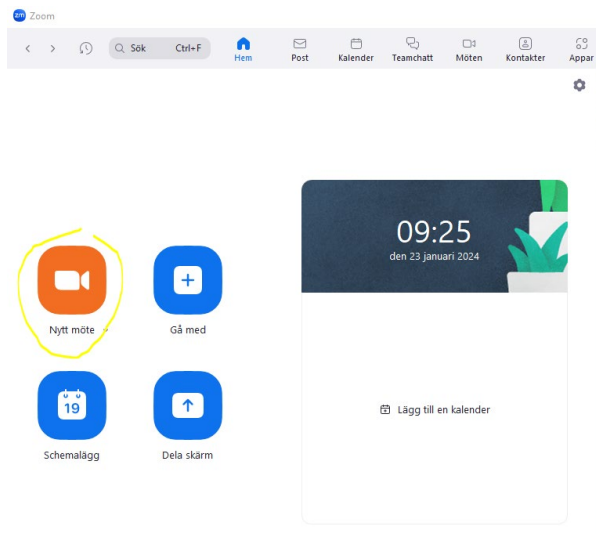 zm Zoom
Sök Ctrl+F
Hem
Post
Kalender
Teamchatt
Möten
Kontakter
Appar
09:25
den 23 januari 2024
Nytt möte
Gå med
19
Schemalägg
Dela skärm
Lägg till en kalender